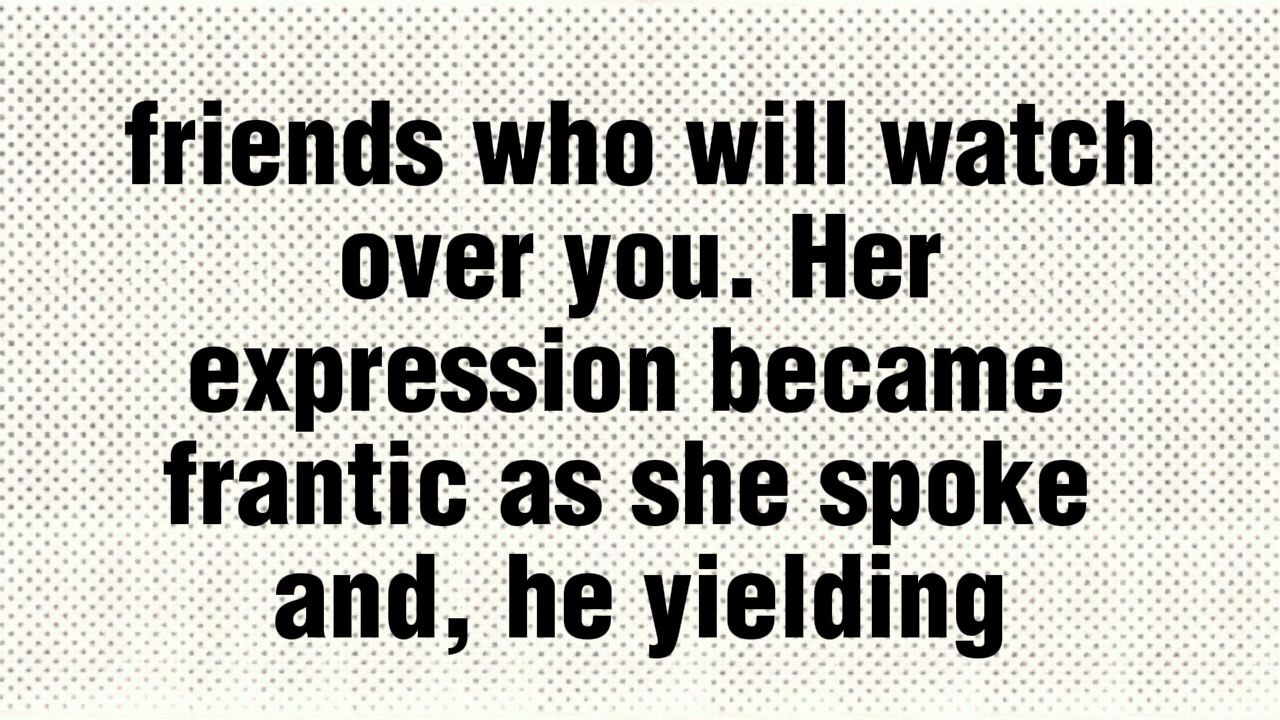 friends who will watch
over you. Her
expression became
frantic as she spoke
and, he yielding